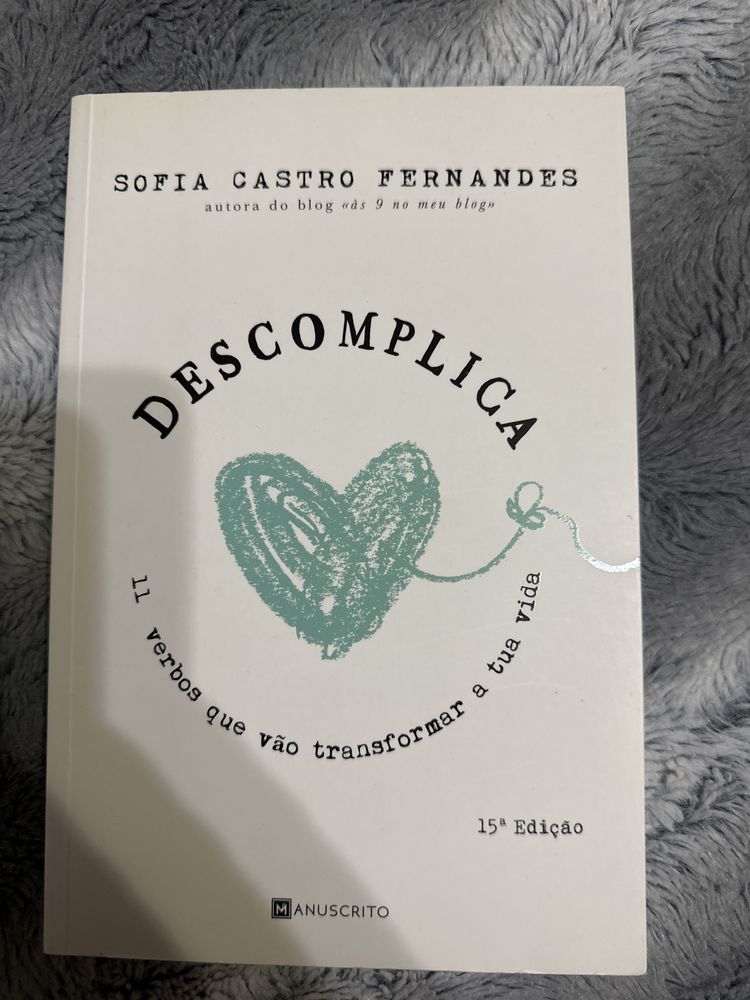 SOFIA CASTRO FERNANDES
autora do blog «às 9 no meu blog»
DESCOMPLICA
11 verbos que vão transformar a tua vida
15ª Edição
MANUSCRITO